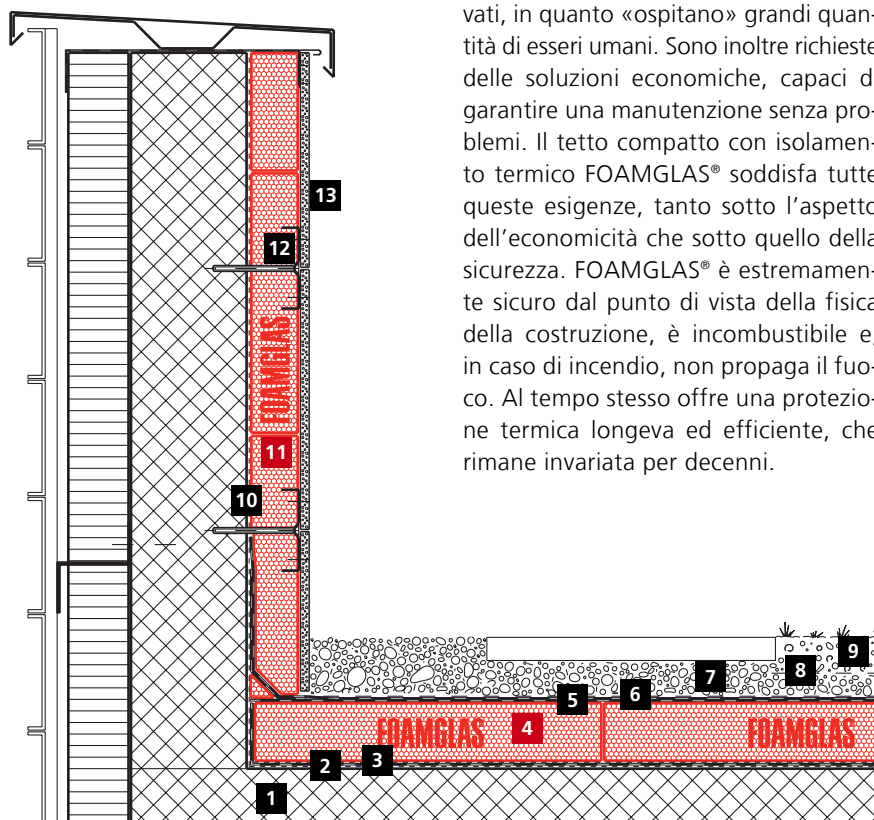 vati, in quanto «ospitano» grandi quan-
tità di esseri umani. Sono inoltre richieste
delle soluzioni economiche, capaci d
garantire una manutenzione senza pro-
blemi. Il tetto compatto con isolamen-
to termico FOAMGLAS® soddisfa tutte
queste esigenze, tanto sotto l'aspetto
dell'economicità che sotto quello della
sicurezza. FOAMGLAS® è estremamen-
te sicuro dal punto di vista della fisica
della costruzione, è incombustibile e,
in caso di incendio, non propaga il fuo-
co. Al tempo stesso offre una protezio-
ne termica longeva ed efficiente, che
rimane invariata per decenni.
13
12
FOAMGLAS
11
10
9
8
7
6
5
4
FOAMGLAS
FOAMGLAS
3
2
1